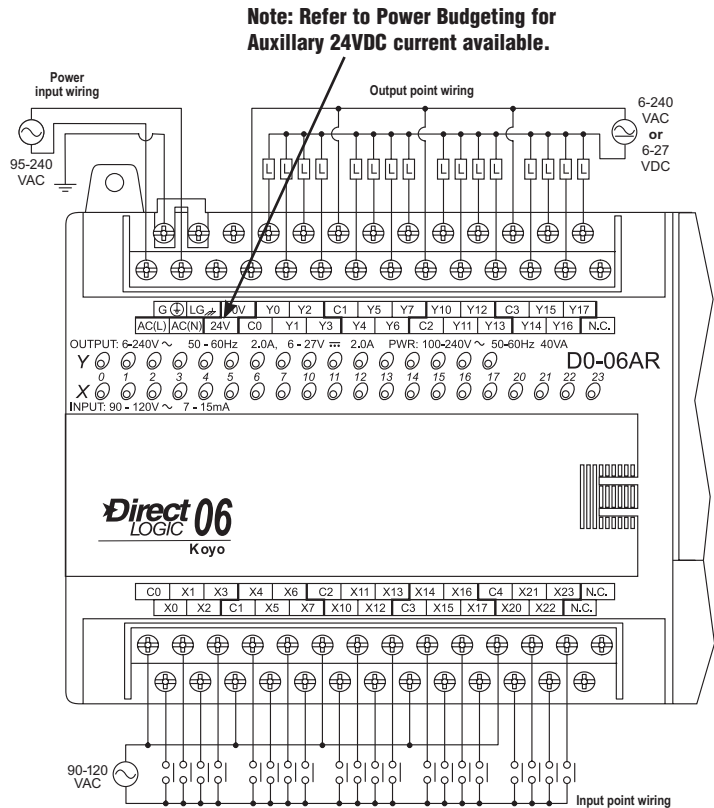 Note: Refer to Power Budgeting for
Auxillary 24VDC current available.
Power
input wiring
Output point wiring
95-240
VAC
6-240
VAC
or
6-27
VDC
L L L L L L L L L L L L L L L L
G LG 0V Y0 Y2 C1 Y5 Y7 Y10 Y12 C3 Y15 Y17
AC(L) AC(N) 24V C0 Y1 Y3 Y4 Y6 C2 Y11 Y13 Y14 Y16 N.C.
OUTPUT: 6-240V ~ 50 - 60Hz 2.0A, 6 - 27V ⎓ 2.0A PWR: 100-240V ~ 50-60Hz 40VA
Y
D0-06AR
0 1 2 3 4 5 6 7 10 11 12 13 14 15 16 17 20 21 22 23
X
INPUT: 90 - 120V ~ 7 - 15mA
Direct
LOGIC
06
Koyo
C0 X1 X3 X4 X6 C2 X11 X13 X14 X16 C4 X21 X23 N.C.
X0 X2 C1 X5 X7 X10 X12 C3 X15 X17 X20 X22 N.C.
90-120
VAC
Input point wiring